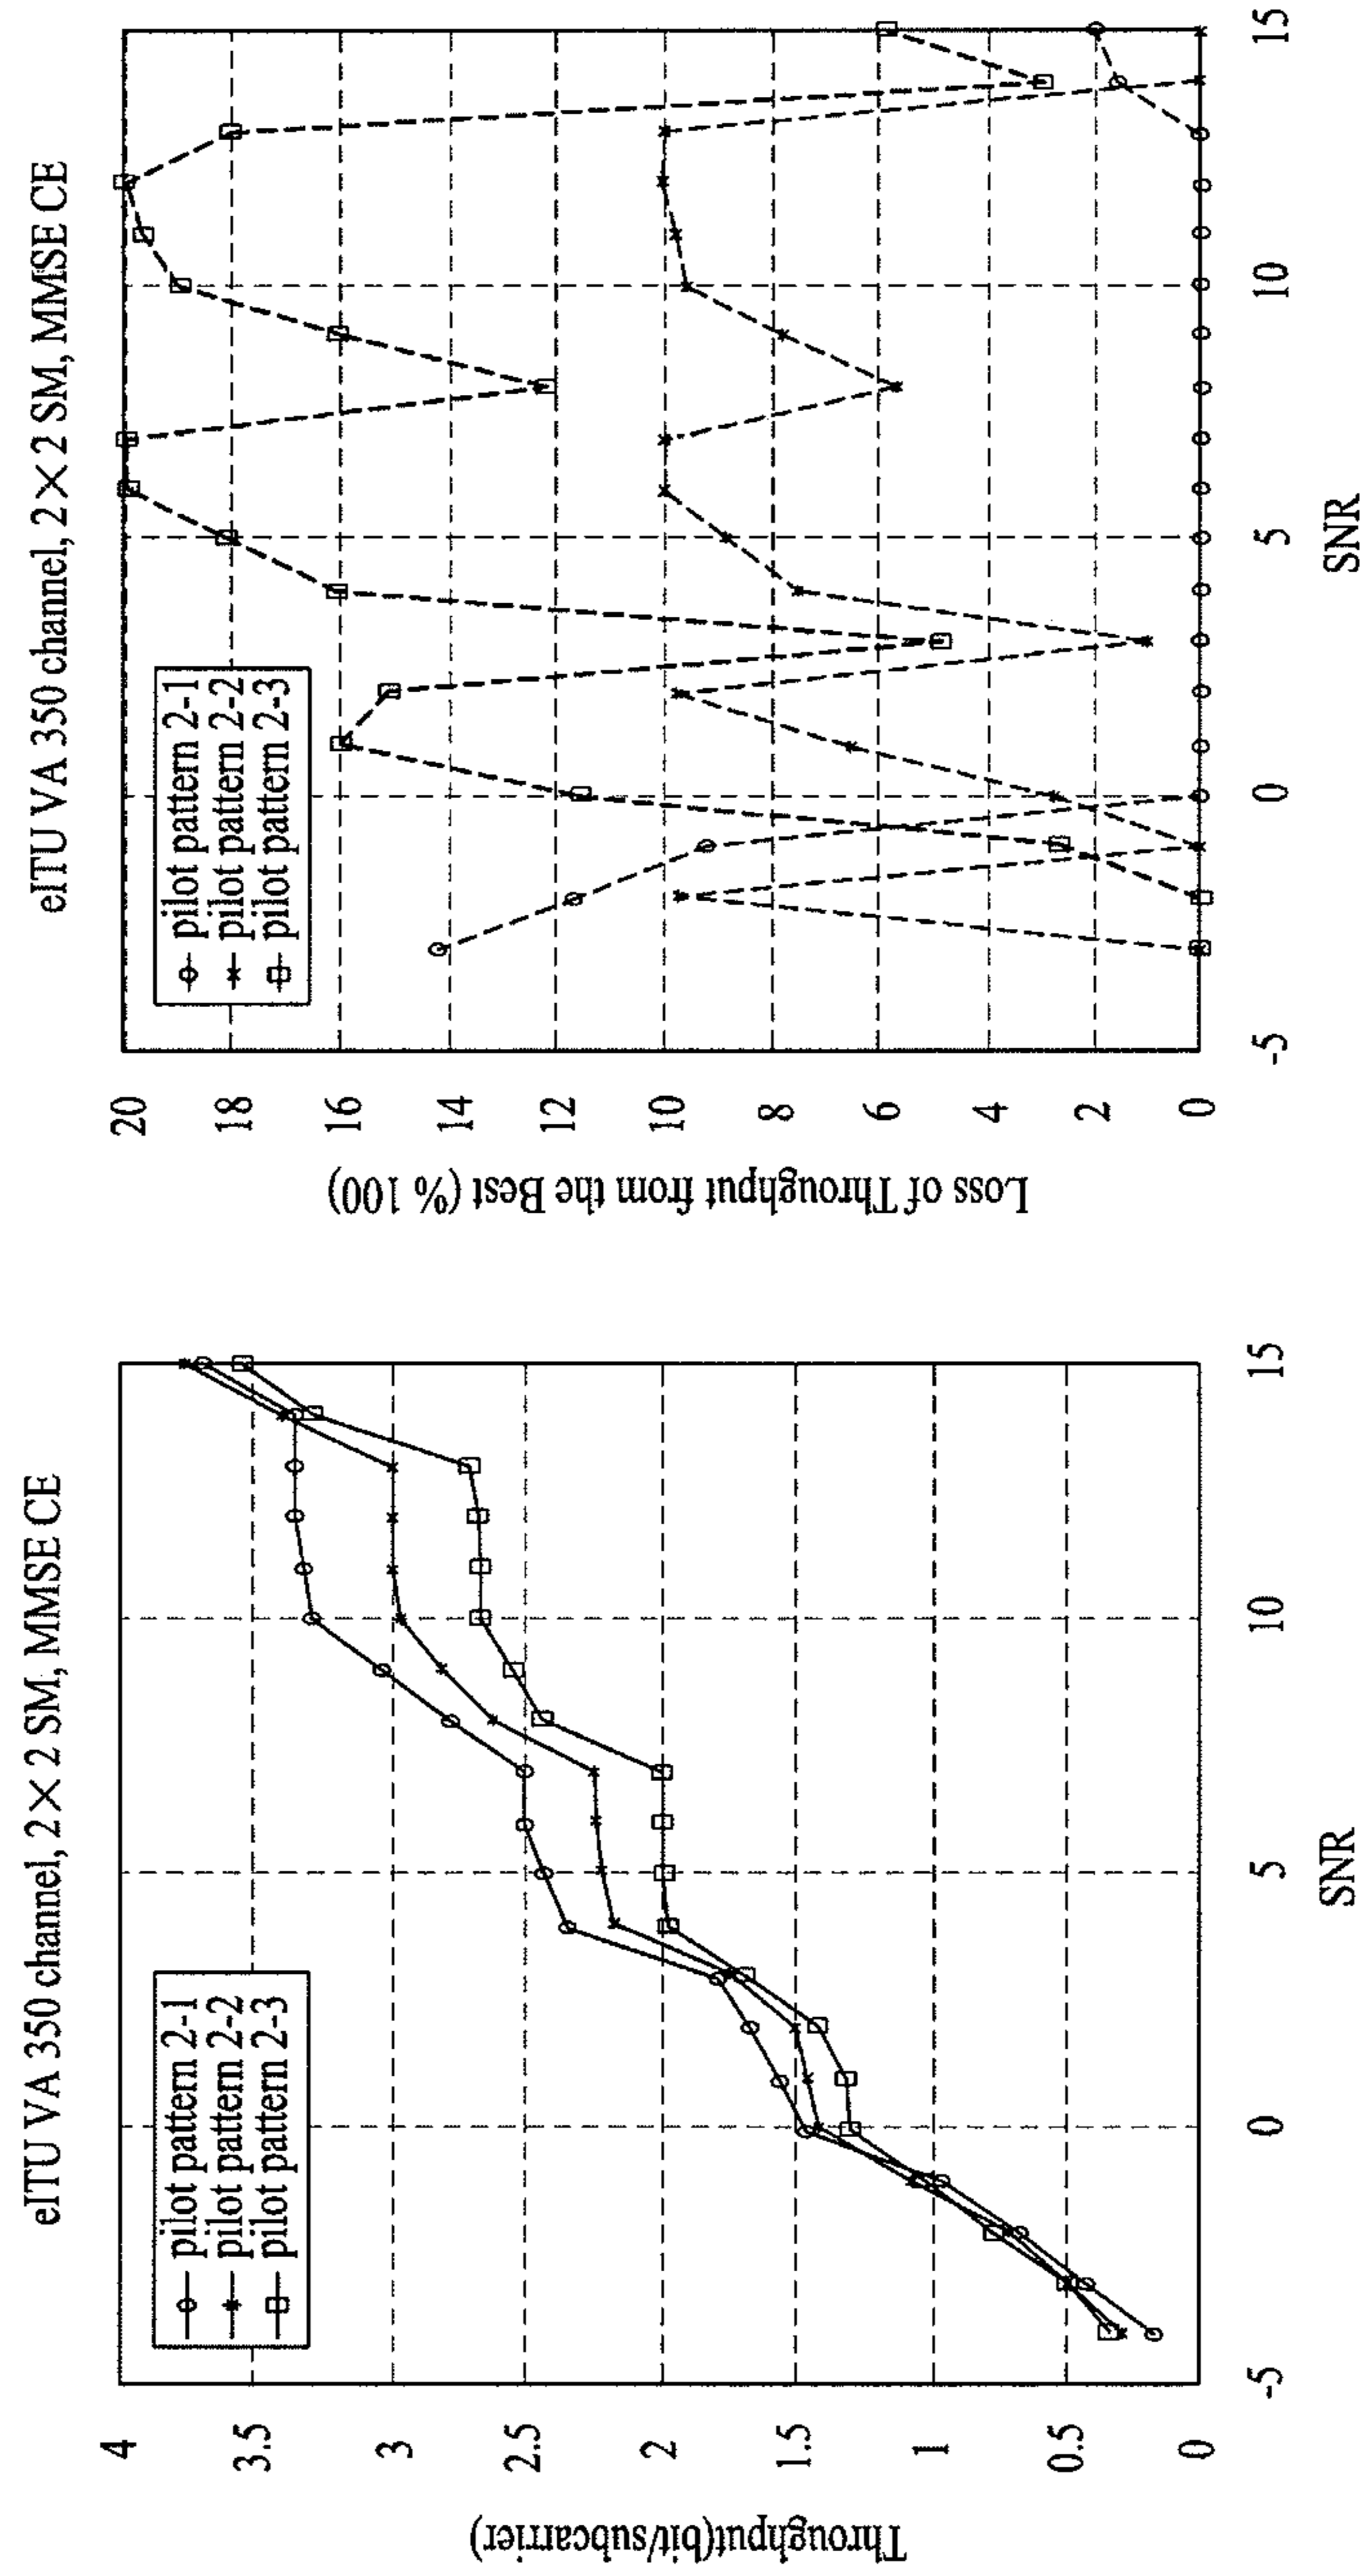 eITU VA 350 channel, 2×2 SM, MMSE CE
Throughput(bit/subcarrier)
4
3.5
3
2.5
2
1.5
1
0.5
0
pilot pattern 2-1
pilot pattern 2-2
pilot pattern 2-3
-5
0
5
10
15
SNR
eITU VA 350 channel, 2×2 SM, MMSE CE
Loss of Throughput from the Best (% 100)
20
18
16
14
12
10
8
6
4
2
0
pilot pattern 2-1
pilot pattern 2-2
pilot pattern 2-3
-5
0
5
10
15
SNR